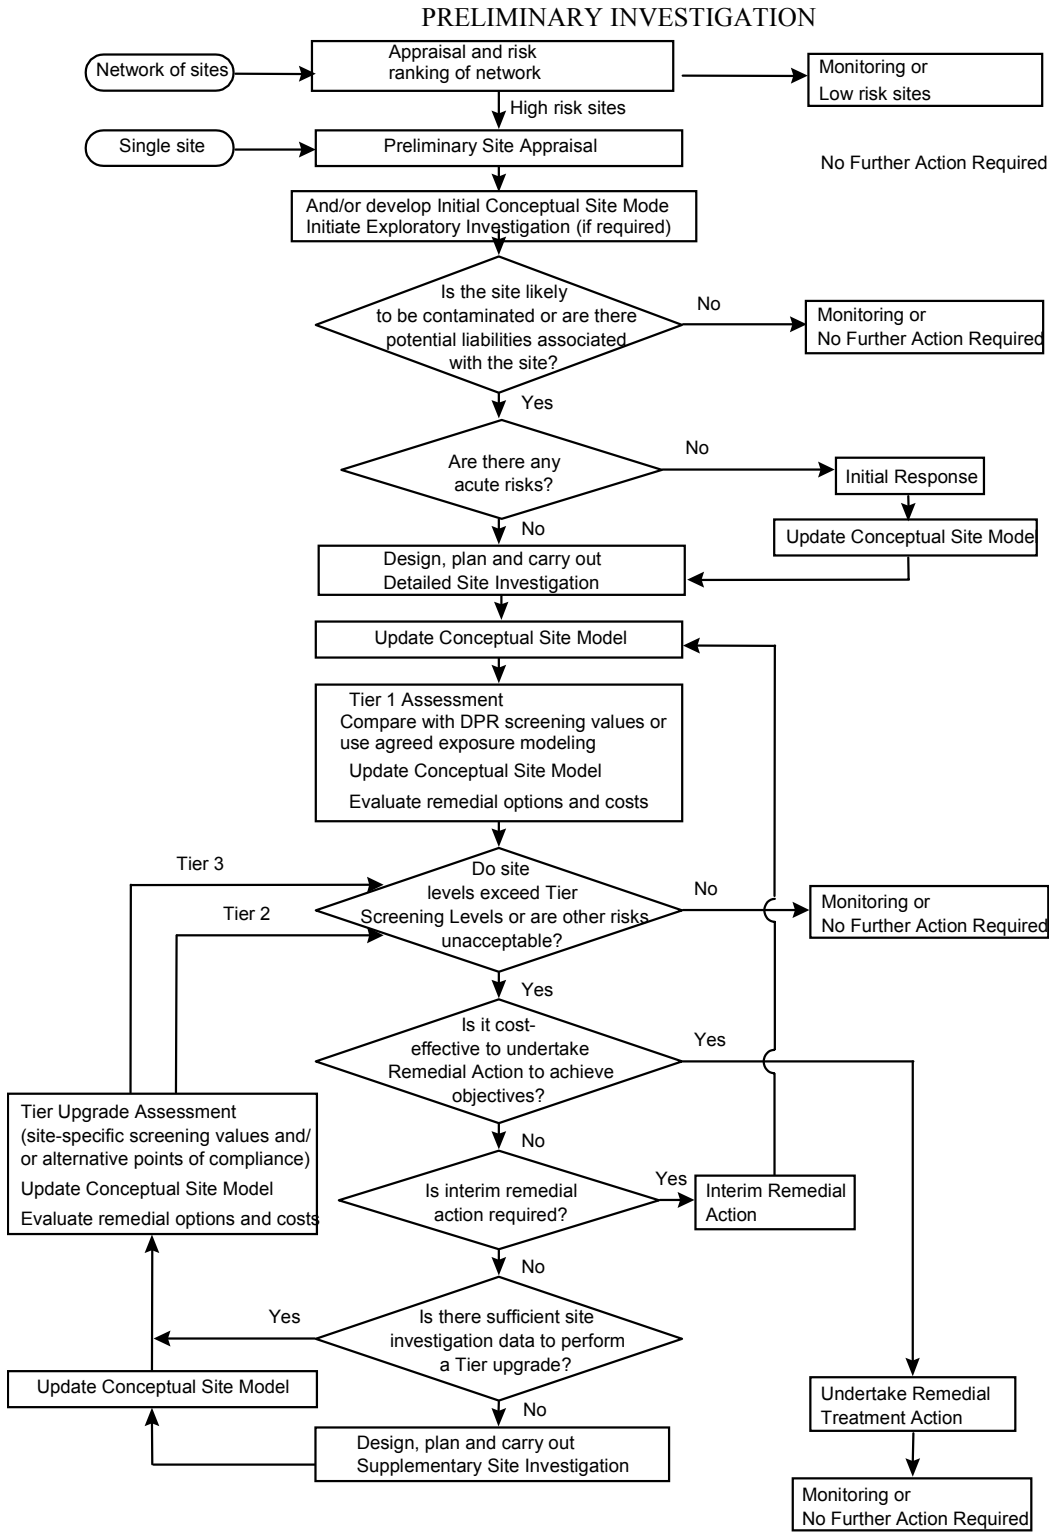 PRELIMINARY INVESTIGATION
Network of sites
Appraisal and risk
ranking of network
Monitoring or
Low risk sites
High risk sites
Single site
Preliminary Site Appraisal
No Further Action Required
And/or develop Initial Conceptual Site Mode
Initiate Exploratory Investigation (if required)
Is the site likely
to be contaminated or are there
potential liabilities associated
with the site?
No
Monitoring or
No Further Action Required
Yes
Are there any
acute risks?
No
Initial Response
Update Conceptual Site Model
No
Design, plan and carry out
Detailed Site Investigation
Update Conceptual Site Model
Tier 1 Assessment
Compare with DPR screening values or
use agreed exposure modeling
Update Conceptual Site Model
Evaluate remedial options and costs
Tier 3
Tier 2
Do site
levels exceed Tier
Screening Levels or are other risks
unacceptable?
No
Monitoring or
No Further Action Required
Yes
Is it cost-
effective to undertake
Remedial Action to achieve
objectives?
Yes
No
Tier Upgrade Assessment
(site-specific screening values and/
or alternative points of compliance)
Update Conceptual Site Model
Evaluate remedial options and costs
Is interim remedial
action required?
Yes
Interim Remedial
Action
No
Is there sufficient site
investigation data to perform
a Tier upgrade?
Yes
Update Conceptual Site Model
No
Design, plan and carry out
Supplementary Site Investigation
Undertake Remedial
Treatment Action
Monitoring or
No Further Action Required